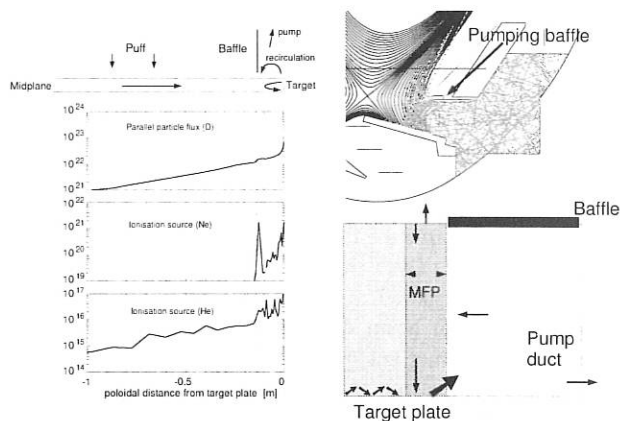 Puff
Baffle
pump
recirculation
Midplane
Target
10^24
Parallel particle flux (D)
10^23
10^22
10^21
10^21
Ionisation source (Ne)
10^20
10^19
10^17
Ionisation source (He)
10^16
10^15
10^14
-1
-0.5
0
poloidal distance from target plate [m]
Pumping baffle
Baffle
MFP
Pump
duct
Target plate